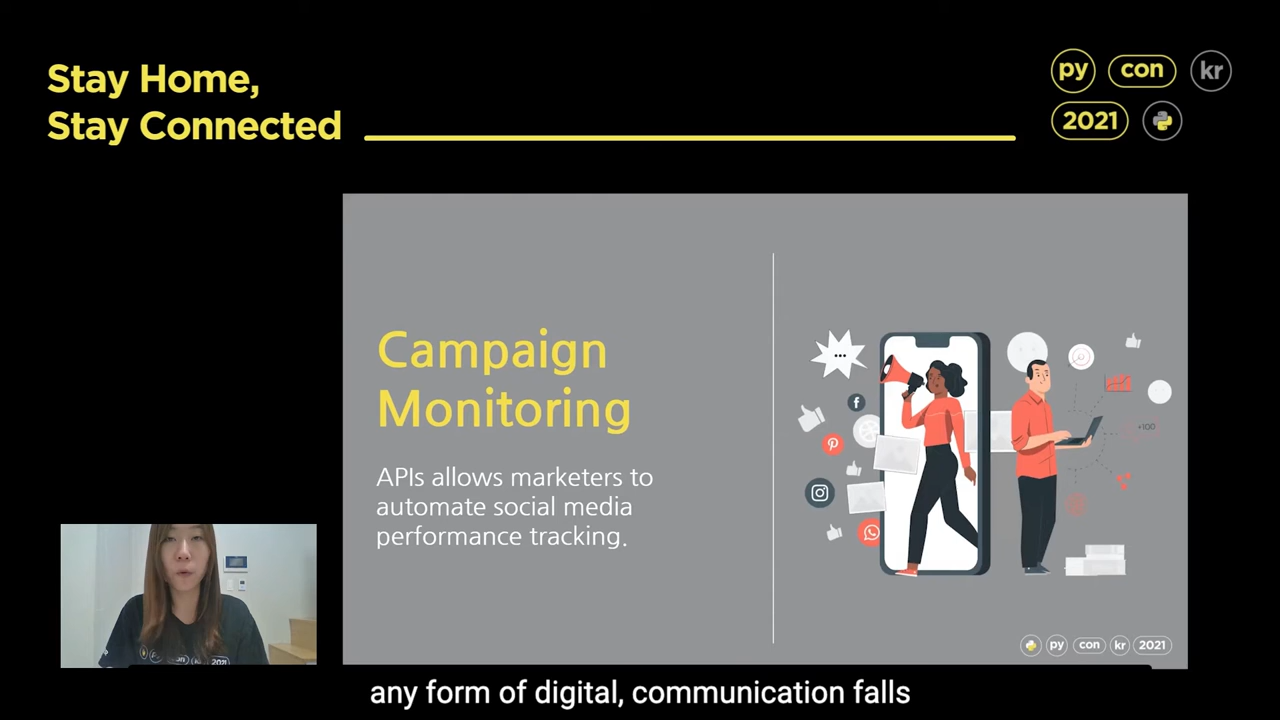 Stay Home,
Stay Connected
py con kr
2021
Campaign
Monitoring
APIs allows marketers to
automate social media
performance tracking.
+100
py con kr 2021
any form of digital, communication falls